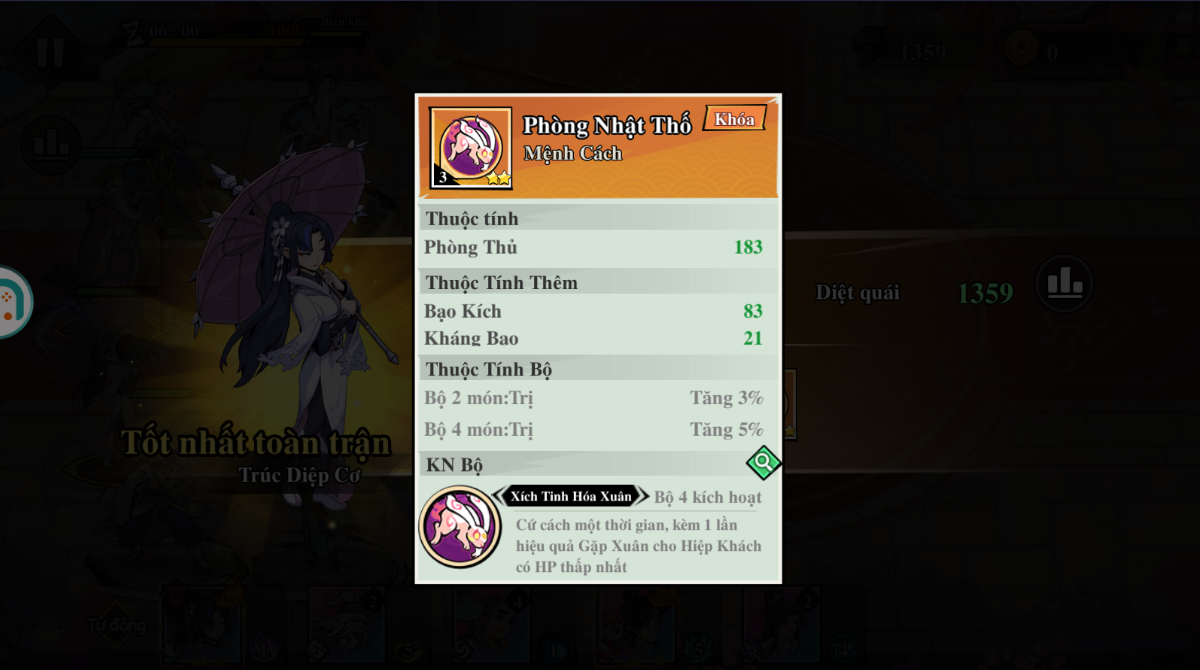 06:00
100%
1359
0
Phòng Nhật Thố
Khóa
Mệnh Cách
3
Thuộc tính
Phòng Thủ 183
Thuộc Tính Thêm
Bạo Kích 83
Kháng Bao 21
Thuộc Tính Bộ
Bộ 2 món:Trị Tăng 3%
Bộ 4 món:Trị Tăng 5%
KN Bộ
Xích Tinh Hóa Xuân Bộ 4 kích hoạt
Cứ cách một thời gian, kèm 1 lần
hiệu quả Gặp Xuân cho Hiệp Khách
có HP thấp nhất
Diệt quái 1359
Tốt nhất toàn trận
Trúc Diệp Cơ
Tự động